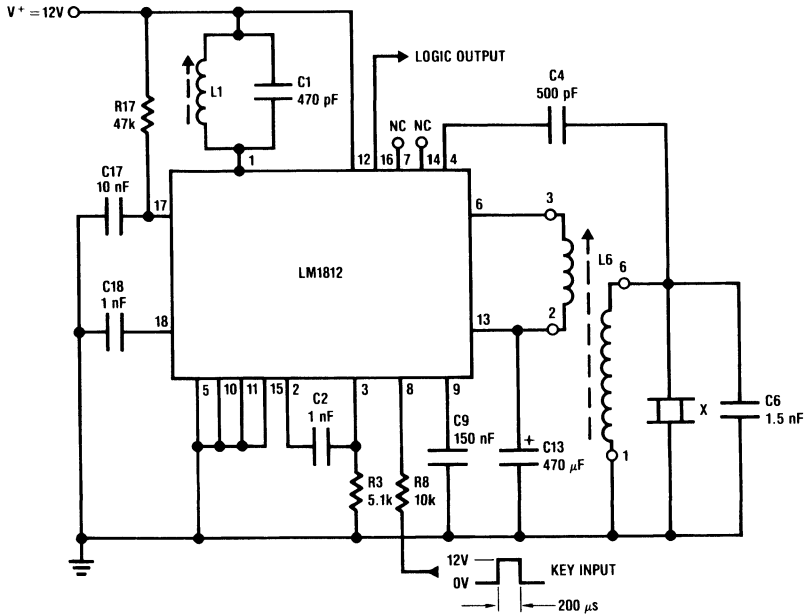 V⁺ = 12V
R17
47k
L1
C1
470 pF
LOGIC OUTPUT
C4
500 pF
NC NC
1
12 16 7 14 4
C17
10 nF
17
6
3
LM1812
L6
6
C18
1 nF
18
13
2
5 10 11 15 2
3
8
9
C2
1 nF
C9
150 nF
+
C13
470 μF
X
C6
1.5 nF
1
R3
5.1k
R8
10k
12V
0V
KEY INPUT
200 μs